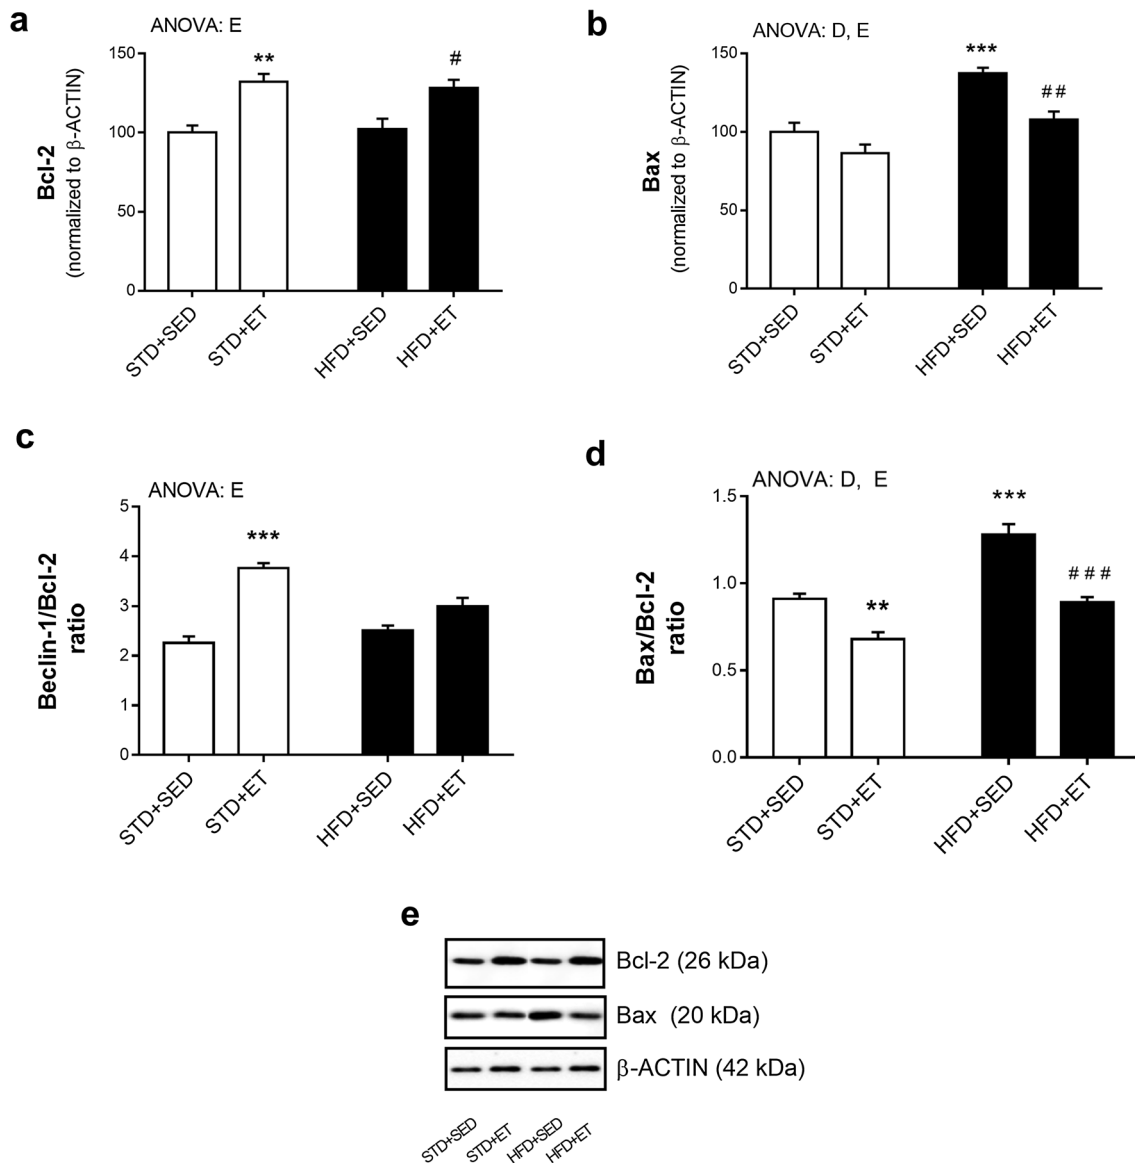 a
ANOVA: E
Bcl-2
(normalized to β-ACTIN)
150
100
50
0
**
#
STD+SED
STD+ET
HFD+SED
HFD+ET
b
ANOVA: D, E
Bax
(normalized to β-ACTIN)
150
100
50
0
***
##
STD+SED
STD+ET
HFD+SED
HFD+ET
c
ANOVA: E
Beclin-1/Bcl-2
ratio
5
4
3
2
1
0
***
STD+SED
STD+ET
HFD+SED
HFD+ET
d
ANOVA: D, E
Bax/Bcl-2
ratio
1.5
1.0
0.5
0.0
**
***
###
STD+SED
STD+ET
HFD+SED
HFD+ET
e
Bcl-2 (26 kDa)
Bax (20 kDa)
β-ACTIN (42 kDa)
STD+SED
STD+ET
HFD+SED
HFD+ET